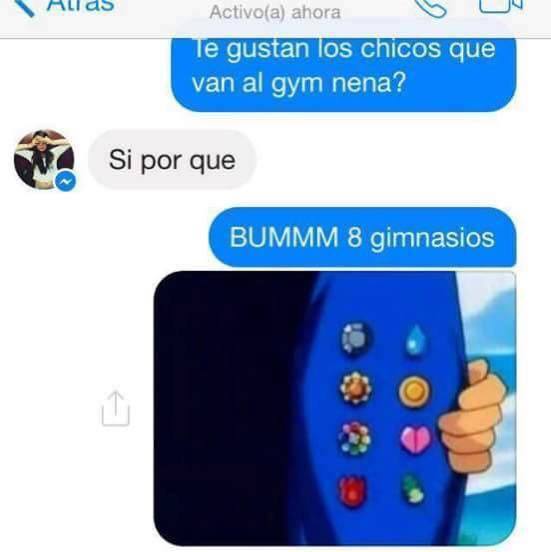 Atrás
Activo(a) ahora
Te gustan los chicos que
van al gym nena?
Si por que
BUMMM 8 gimnasios